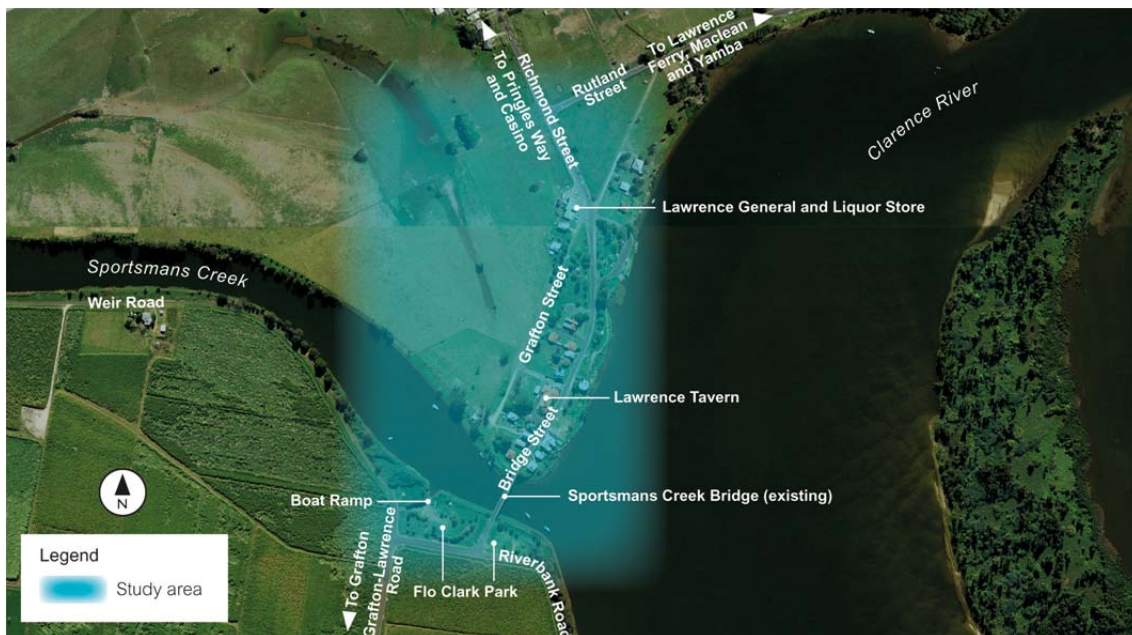 To Pringles Way
and Casino
Richmond Street
Rutland
Street
To Lawrence
Ferry, Maclean
and Yamba
Clarence River
Lawrence General and Liquor Store
Sportsmans Creek
Weir Road
Grafton Street
Lawrence Tavern
Bridge Street
Boat Ramp
Sportsmans Creek Bridge (existing)
N
Legend
Study area
To Grafton
Grafton-Lawrence
Road
Flo Clark Park
Riverbank Road